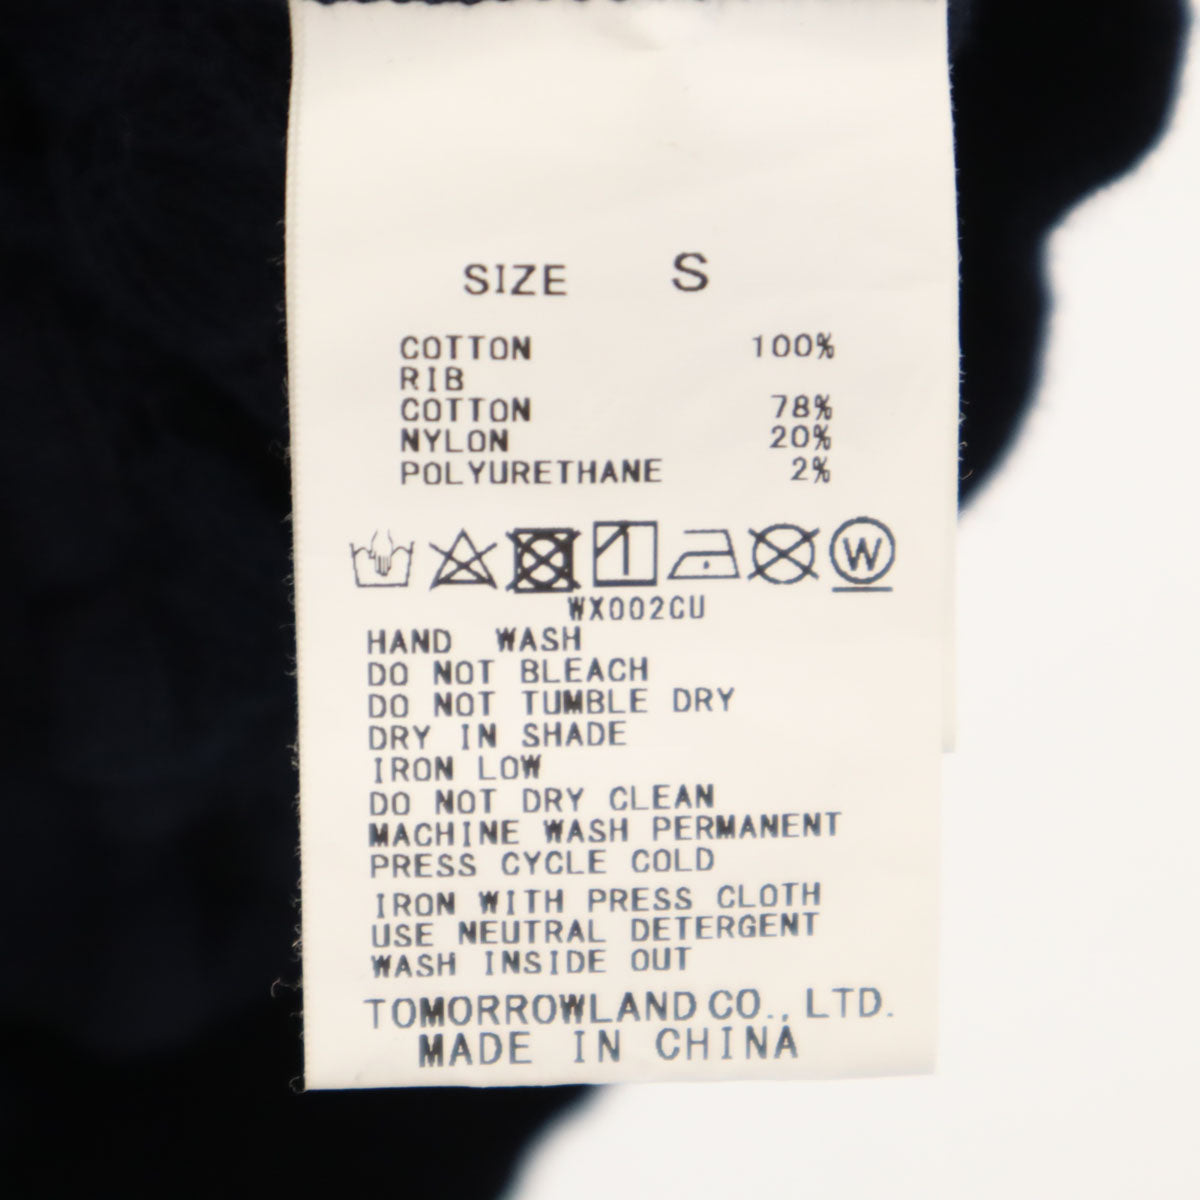 SIZE S
COTTON 100%
RIB
COTTON 78%
NYLON 20%
POLYURETHANE 2%
W
WX002CU
HAND WASH
DO NOT BLEACH
DO NOT TUMBLE DRY
DRY IN SHADE
IRON LOW
DO NOT DRY CLEAN
MACHINE WASH PERMANENT
PRESS CYCLE COLD
IRON WITH PRESS CLOTH
USE NEUTRAL DETERGENT
WASH INSIDE OUT
TOMORROWLAND CO., LTD.
MADE IN CHINA